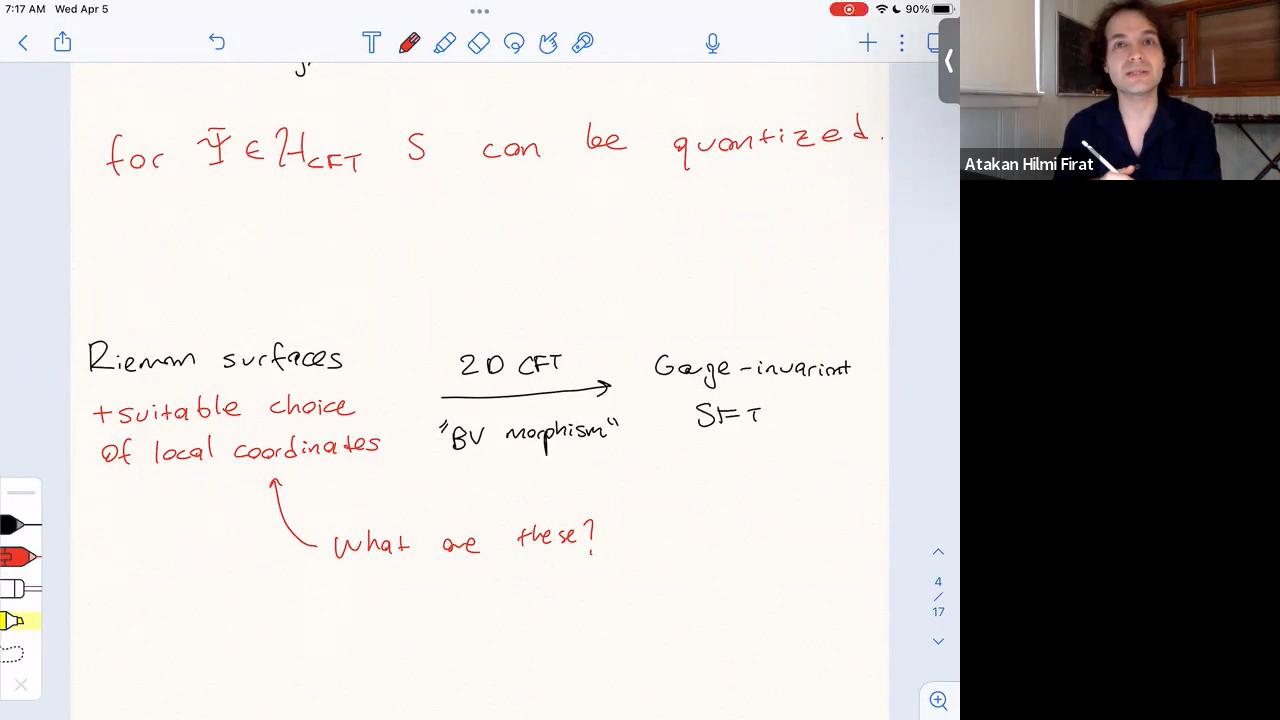 7:17 AM Wed Apr 5
90%
for Ψ ∈ H_CFT S can be quantized.
Atakan Hilmi Firat
Riemann surfaces
+ suitable choice
of local coordinates
2D CFT
"BV morphism"
Gauge-invariant
SFT
What are these?
4
/
17